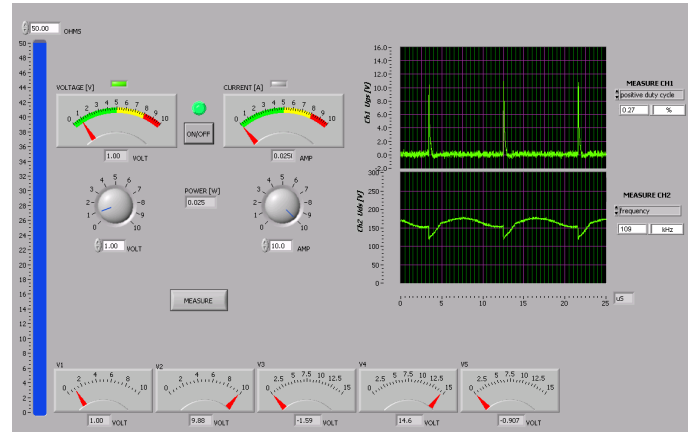 50.00 OHMS
50
48
46
44
42
40
38
36
34
32
30
28
26
24
22
20
18
16
14
12
10
8
6
4
2
0
VOLTAGE [V]
0 1 2 3 4 5 6 7 8 9 10
1.00 VOLT
ON/OFF
CURRENT [A]
0 1 2 3 4 5 6 7 8 9 10
0.0251 AMP
0 1 2 3 4 5 6 7 8 9 10
1.00 VOLT
POWER [W]
0.025
0 1 2 3 4 5 6 7 8 9 10
10.0 AMP
MEASURE
Ch1 Ugs [V]
16.0
14.0
12.0
10.0
8.0
6.0
4.0
2.0
0.0
-2.0
Ch2 Uds [V]
300
250
200
150
100
50
0
0 5 10 15 20 25 uS
MEASURE CH1
positive duty cycle
0.27 %
MEASURE CH2
frequency
109 kHz
V1
0 2 4 6 8 10
1.00 VOLT
V2
0 2 4 6 8 10
9.88 VOLT
V3
0 2.5 5 7.5 10 12.5 15
-1.59 VOLT
V4
0 2.5 5 7.5 10 12.5 15
14.6 VOLT
V5
0 2.5 5 7.5 10 12.5 15
-0.907 VOLT